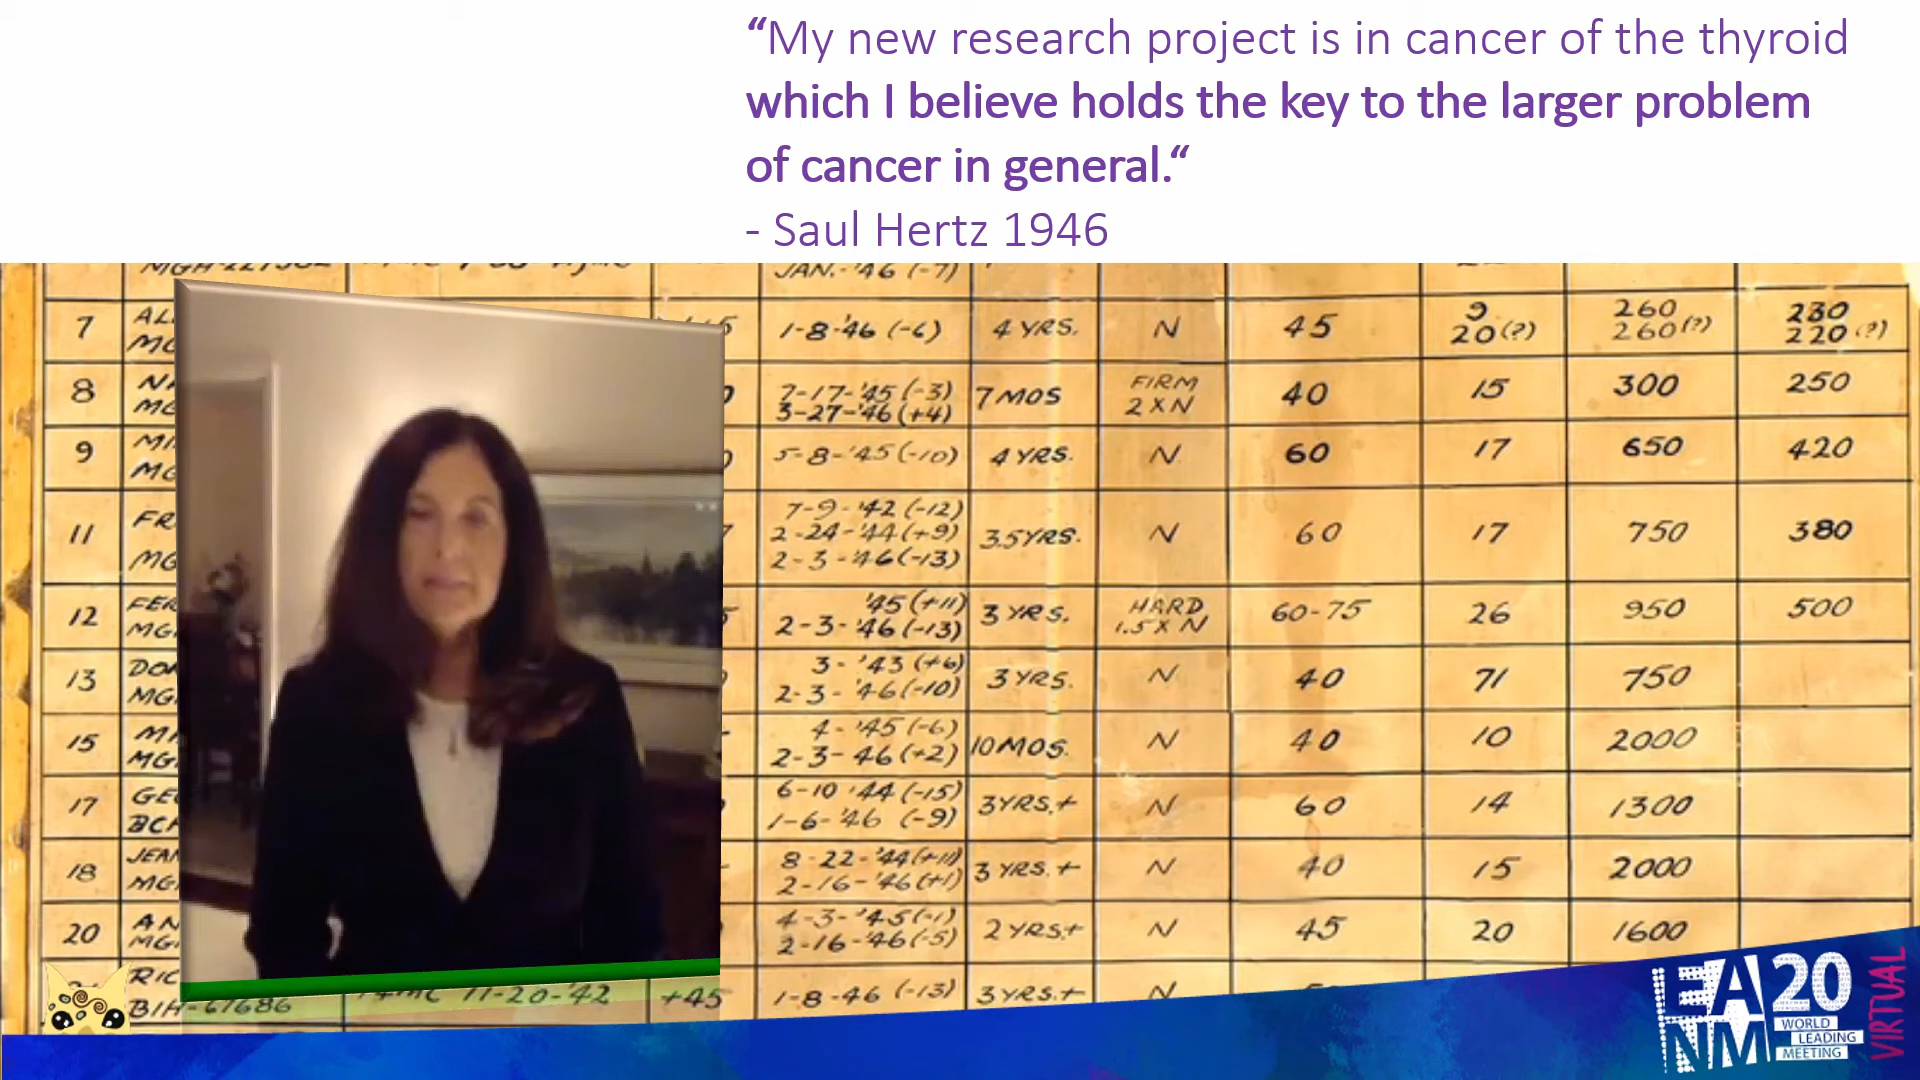 “My new research project is in cancer of the thyroid
which I believe holds the key to the larger problem
of cancer in general.“
- Saul Hertz 1946
JAN.-'46 (-7)
7 1-8-'46 (-6) 4 YRS. N 45 9 260 230
20(?) 260(?) 220(?)
8 7-17-'45 (-3) 7 MOS FIRM 40 15 300 250
3-27-'46 (+4) 2 X N
9 5-8-'45 (-10) 4 YRS. N 60 17 650 420
11 7-9-'42 (-12)
2-24-'44 (+9) 3.5 YRS. N 60 17 750 380
2-3-'46 (-13)
12 '45 (+11) 3 YRS. HARD 60-75 26 950 500
2-3-'46 (-13) 1.5 X N
13 3-'43 (+6) 3 YRS. N 40 71 750
2-3-'46 (-10)
15 4-'45 (-6) N 40 10 2000
2-3-46 (+2) 10 MOS.
17 6-10'44 (-15) 3 YRS.+ N 60 14 1300
1-6-'46 (-9)
18 JEAN 8-22-'44 (+11) 3 YRS.+ N 40 15 2000
2-16-'46 (+1)
20 4-3-'45 (-1) 2 YRS.+ N 45 20 1600
2-16-'46 (-5)
BIH-61686 11-20-'42 +45 1-8-46 (-13) 3 YRS.+ N
EANM 20
WORLD
LEADING
MEETING
VIRTUAL